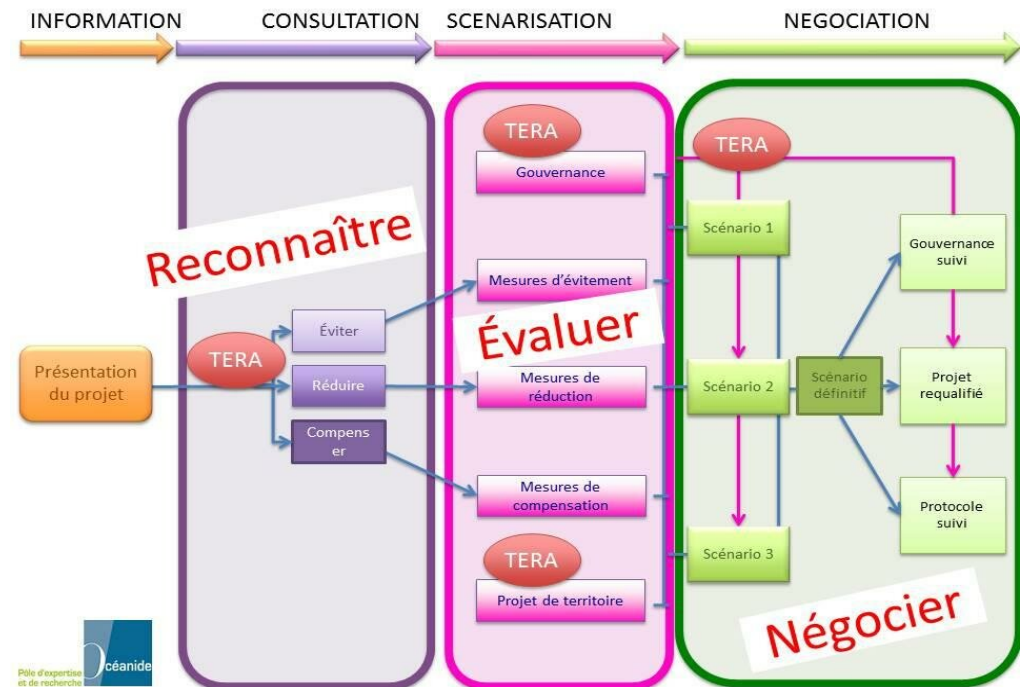 INFORMATION
CONSULTATION
SCENARISATION
NEGOCIATION
TERA
Gouvernance
TERA
Reconnaître
Scénario 1
Gouvernance
suivi
Mesures d'évitement
Éviter
Évaluer
TERA
Présentation
du projet
Réduire
Mesures de
réduction
Scénario 2
Scénario
définitif
Projet
requalifié
Compens
er
Mesures de
compensation
Protocole
suivi
TERA
Scénario 3
Projet de territoire
Négocier
Pôle d'expertise
et de recherche
Océanide